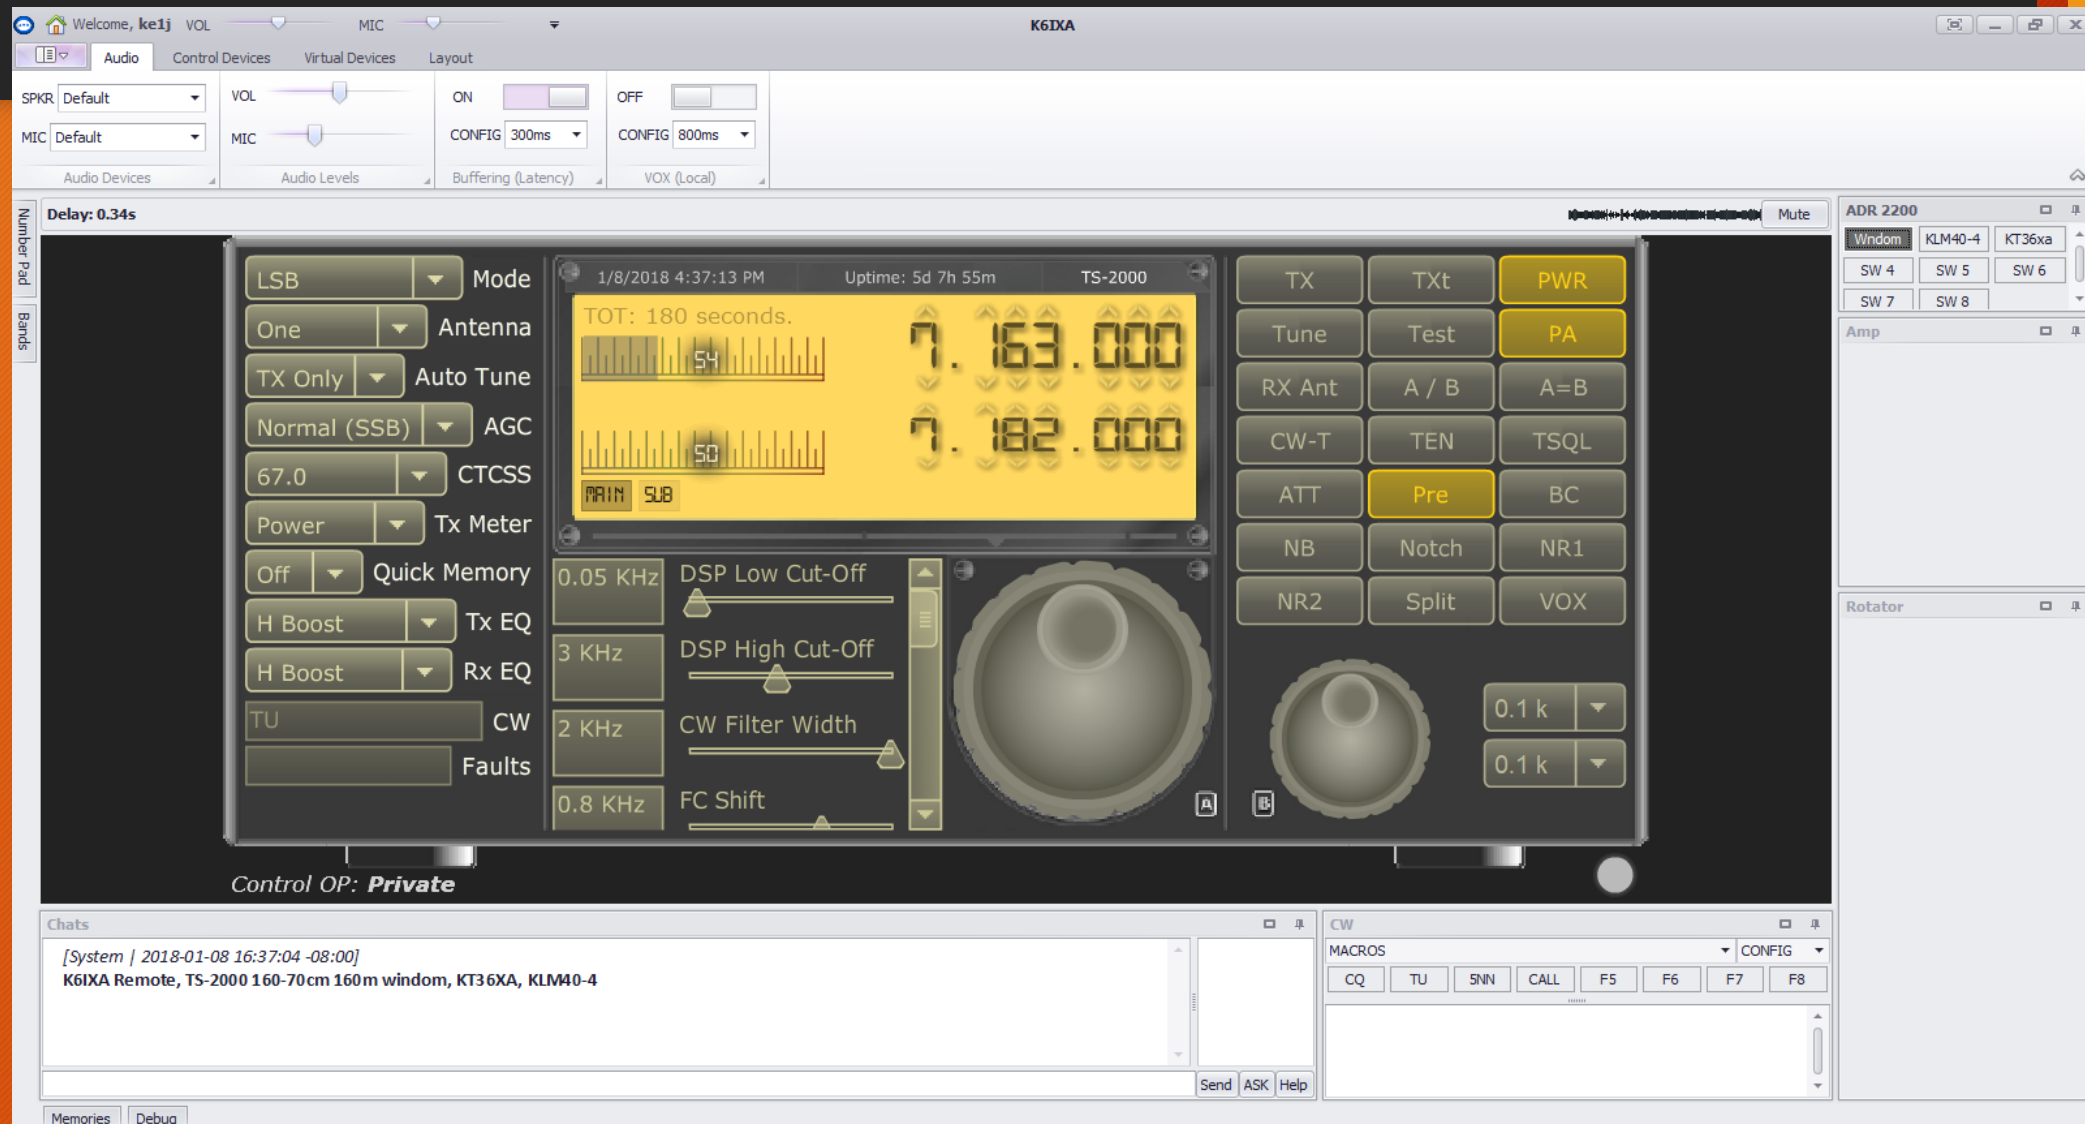 Welcome, ke1j VOL MIC K6IXA
Audio Control Devices Virtual Devices Layout
SPKR Default VOL ON OFF
MIC Default MIC CONFIG 300ms CONFIG 800ms
Audio Devices Audio Levels Buffering (Latency) VOX (Local)
Number Pad
Bands
Delay: 0.34s Mute
LSB Mode
One Antenna
TX Only Auto Tune
Normal (SSB) AGC
67.0 CTCSS
Power Tx Meter
Off Quick Memory
H Boost Tx EQ
H Boost Rx EQ
TU CW
Faults
1/8/2018 4:37:13 PM Uptime: 5d 7h 55m TS-2000
TOT: 180 seconds.
S4 7.163.000
S0 7.182.000
MAIN SUB
0.05 KHz DSP Low Cut-Off
3 KHz DSP High Cut-Off
2 KHz CW Filter Width
0.8 KHz FC Shift
A
TX TXt PWR
Tune Test PA
RX Ant A / B A=B
CW-T TEN TSQL
ATT Pre BC
NB Notch NR1
NR2 Split VOX
0.1 k
0.1 k
B
Control OP: Private
ADR 2200
Wndom KLM40-4 KT36xa
SW 4 SW 5 SW 6
SW 7 SW 8
Amp
Rotator
Chats
[System | 2018-01-08 16:37:04 -08:00]
K6IXA Remote, TS-2000 160-70cm 160m windom, KT36XA, KLM40-4
Send ASK Help
CW
MACROS CONFIG
CQ TU 5NN CALL F5 F6 F7 F8
Memories Debug